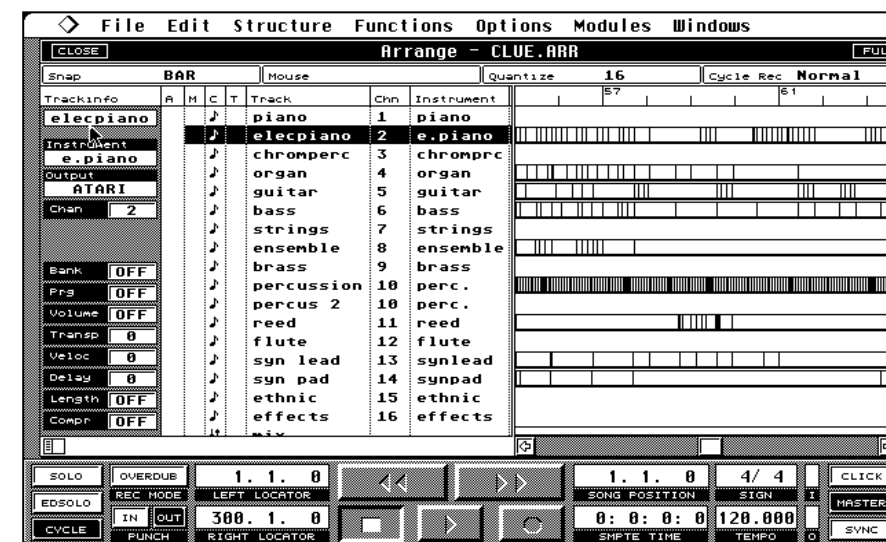 File Edit Structure Functions Options Modules Windows
CLOSE Arrange - CLUE.ARR FUL
Snap BAR Mouse Quantize 16 Cycle Rec Normal
Trackinfo A M C T Track Chn Instrument 57 61
elecpiano
Instrument
e.piano
Output
ATARI
Chan 2
Bank OFF
Prg OFF
Volume OFF
Transp 0
Veloc 0
Delay 0
Length OFF
Compr OFF
piano 1 piano
elecpiano 2 e.piano
chromperc 3 chromprc
organ 4 organ
guitar 5 guitar
bass 6 bass
strings 7 strings
ensemble 8 ensemble
brass 9 brass
percussion 10 perc.
percus 2 10 perc.
reed 11 reed
flute 12 flute
syn lead 13 synlead
syn pad 14 synpad
ethnic 15 ethnic
effects 16 effects
SOLO OVERDUB 1. 1. 0 1. 1. 0 4/ 4 CLICK
REC MODE LEFT LOCATOR SONG POSITION SIGN I
EDSOLO MASTER
IN OUT 300. 1. 0 0: 0: 0: 0 120.000
CYCLE PUNCH RIGHT LOCATOR SMPTE TIME TEMPO O SYNC